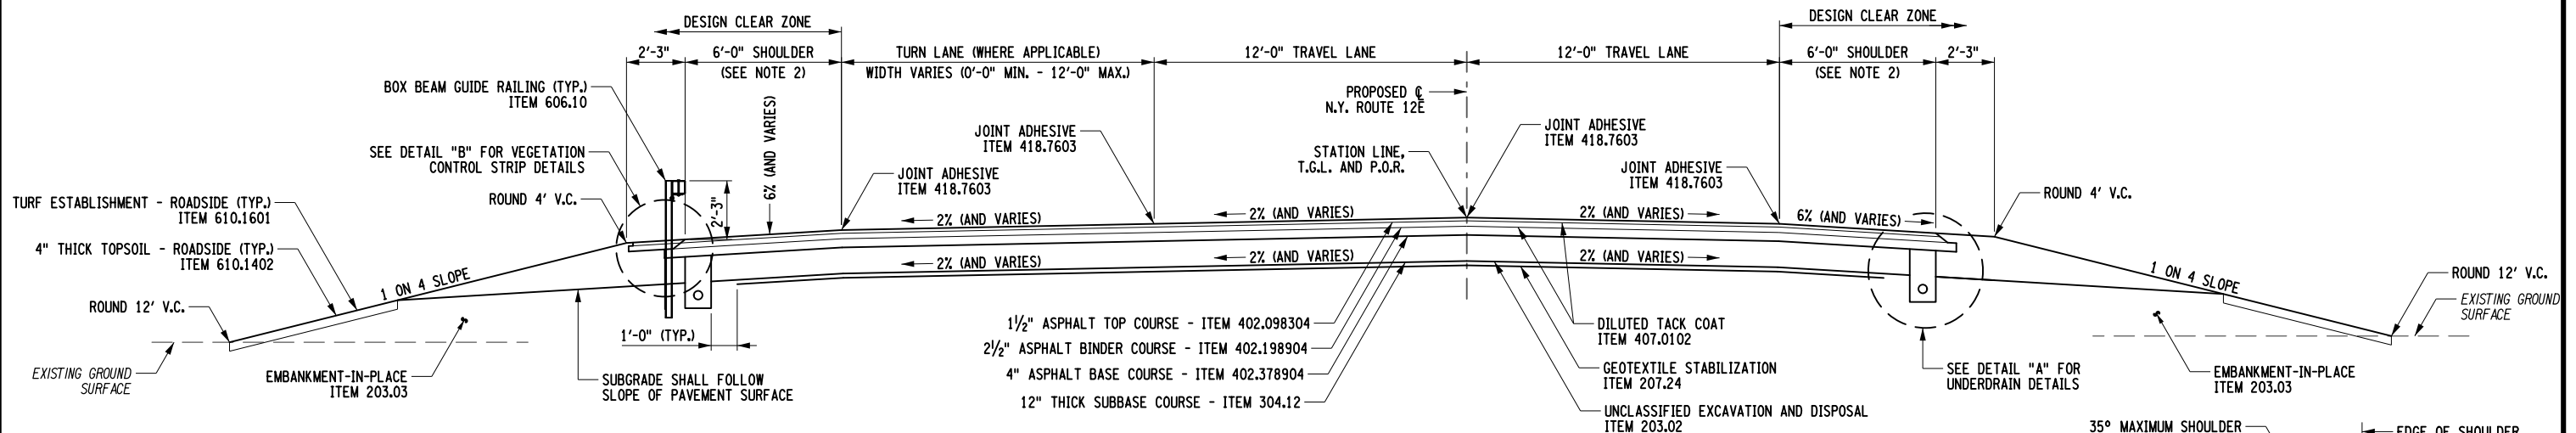 DESIGN CLEAR ZONE
DESIGN CLEAR ZONE
2'-3"
6'-0" SHOULDER
(SEE NOTE 2)
TURN LANE (WHERE APPLICABLE)
WIDTH VARIES (0'-0" MIN. - 12'-0" MAX.)
12'-0" TRAVEL LANE
12'-0" TRAVEL LANE
6'-0" SHOULDER
(SEE NOTE 2)
2'-3"
BOX BEAM GUIDE RAILING (TYP.)
ITEM 606.10
PROPOSED ℄
N.Y. ROUTE 12E
6% (AND VARIES)
JOINT ADHESIVE
ITEM 418.7603
JOINT ADHESIVE
ITEM 418.7603
SEE DETAIL "B" FOR VEGETATION
CONTROL STRIP DETAILS
STATION LINE,
T.G.L. AND P.O.R.
JOINT ADHESIVE
ITEM 418.7603
JOINT ADHESIVE
ITEM 418.7603
ROUND 4' V.C.
ROUND 4' V.C.
2'-3"
TURF ESTABLISHMENT - ROADSIDE (TYP.)
ITEM 610.1601
2% (AND VARIES)
2% (AND VARIES)
2% (AND VARIES)
6% (AND VARIES)
4" THICK TOPSOIL - ROADSIDE (TYP.)
ITEM 610.1402
2% (AND VARIES)
2% (AND VARIES)
2% (AND VARIES)
1 ON 4 SLOPE
1 ON 4 SLOPE
ROUND 12' V.C.
ROUND 12' V.C.
EXISTING GROUND
SURFACE
1'-0" (TYP.)
1½" ASPHALT TOP COURSE - ITEM 402.098304
2½" ASPHALT BINDER COURSE - ITEM 402.198904
4" ASPHALT BASE COURSE - ITEM 402.378904
12" THICK SUBBASE COURSE - ITEM 304.12
DILUTED TACK COAT
ITEM 407.0102
GEOTEXTILE STABILIZATION
ITEM 207.24
UNCLASSIFIED EXCAVATION AND DISPOSAL
ITEM 203.02
EXISTING GROUND
SURFACE
EMBANKMENT-IN-PLACE
ITEM 203.03
SUBGRADE SHALL FOLLOW
SLOPE OF PAVEMENT SURFACE
SEE DETAIL "A" FOR
UNDERDRAIN DETAILS
EMBANKMENT-IN-PLACE
ITEM 203.03
35° MAXIMUM SHOULDER
EDGE OF SHOULDER